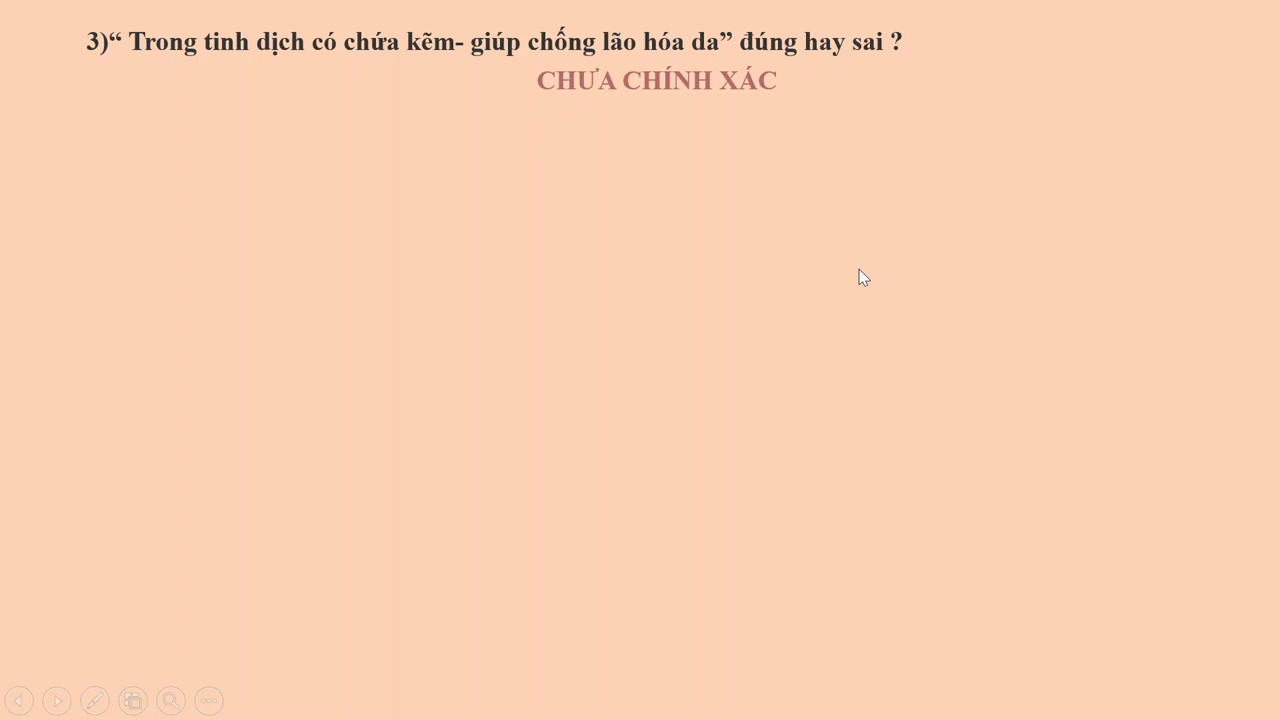 3)“ Trong tinh dịch có chứa kẽm- giúp chống lão hóa da” đúng hay sai ?
CHƯA CHÍNH XÁC